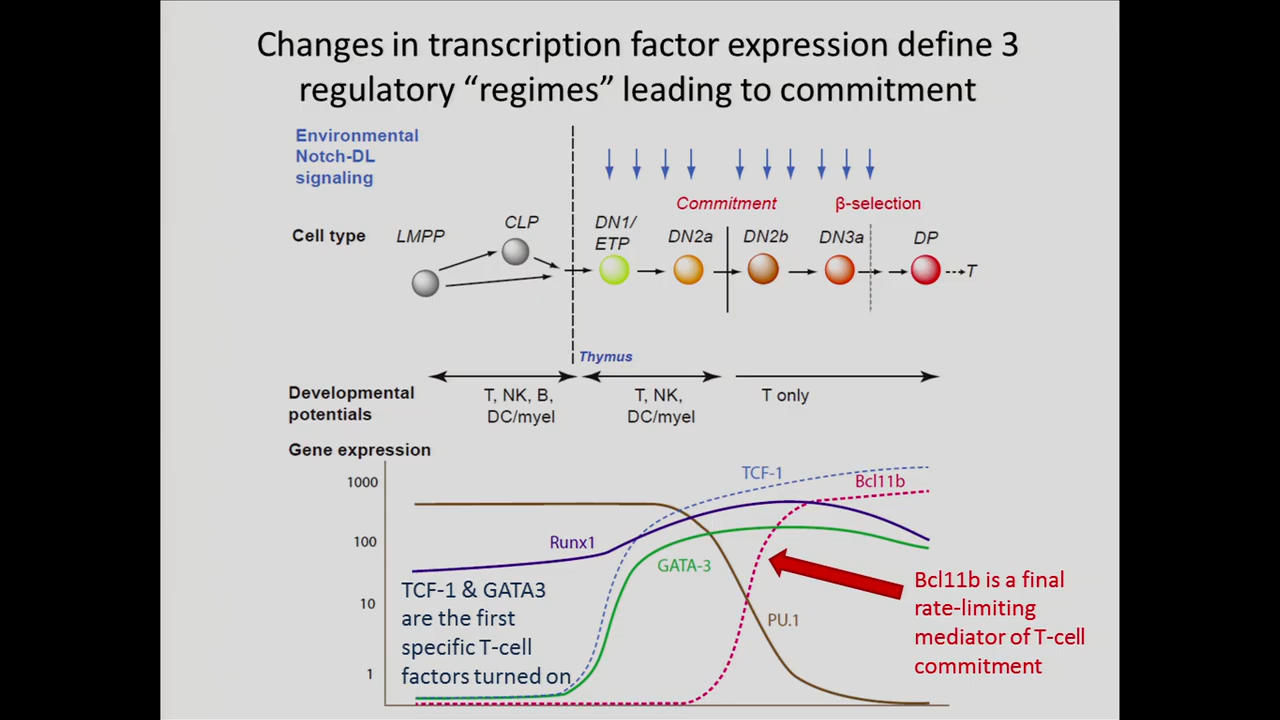 Changes in transcription factor expression define 3
regulatory “regimes” leading to commitment
Environmental
Notch-DL
signaling
Commitment
β-selection
Cell type
LMPP
CLP
DN1/
ETP
DN2a
DN2b
DN3a
DP
T
Thymus
Developmental
potentials
T, NK, B,
DC/myel
T, NK,
DC/myel
T only
Gene expression
1000
100
10
1
TCF-1
Bcl11b
Runx1
GATA-3
PU.1
TCF-1 & GATA3
are the first
specific T-cell
factors turned on
Bcl11b is a final
rate-limiting
mediator of T-cell
commitment